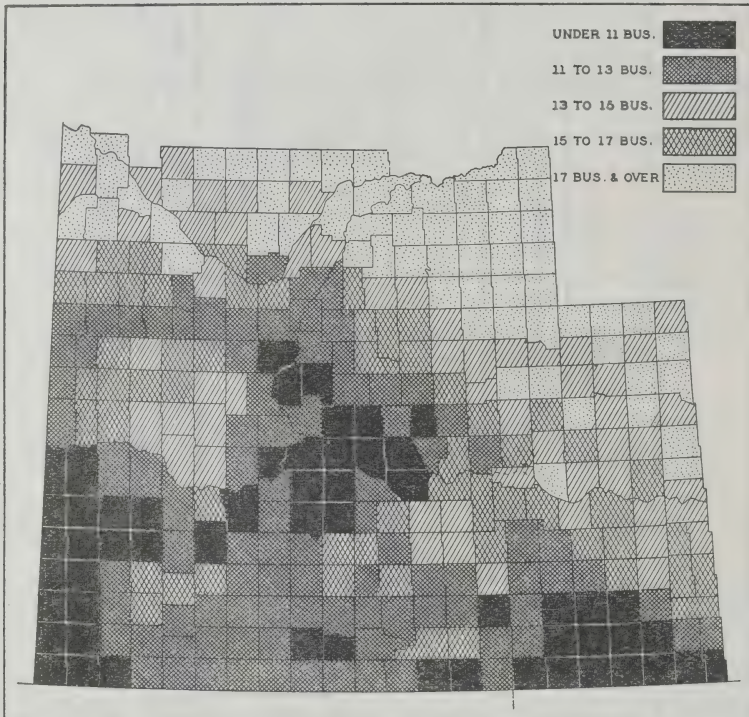 UNDER 11 BUS.
11 TO 13 BUS.
13 TO 15 BUS.
15 TO 17 BUS.
17 BUS. & OVER